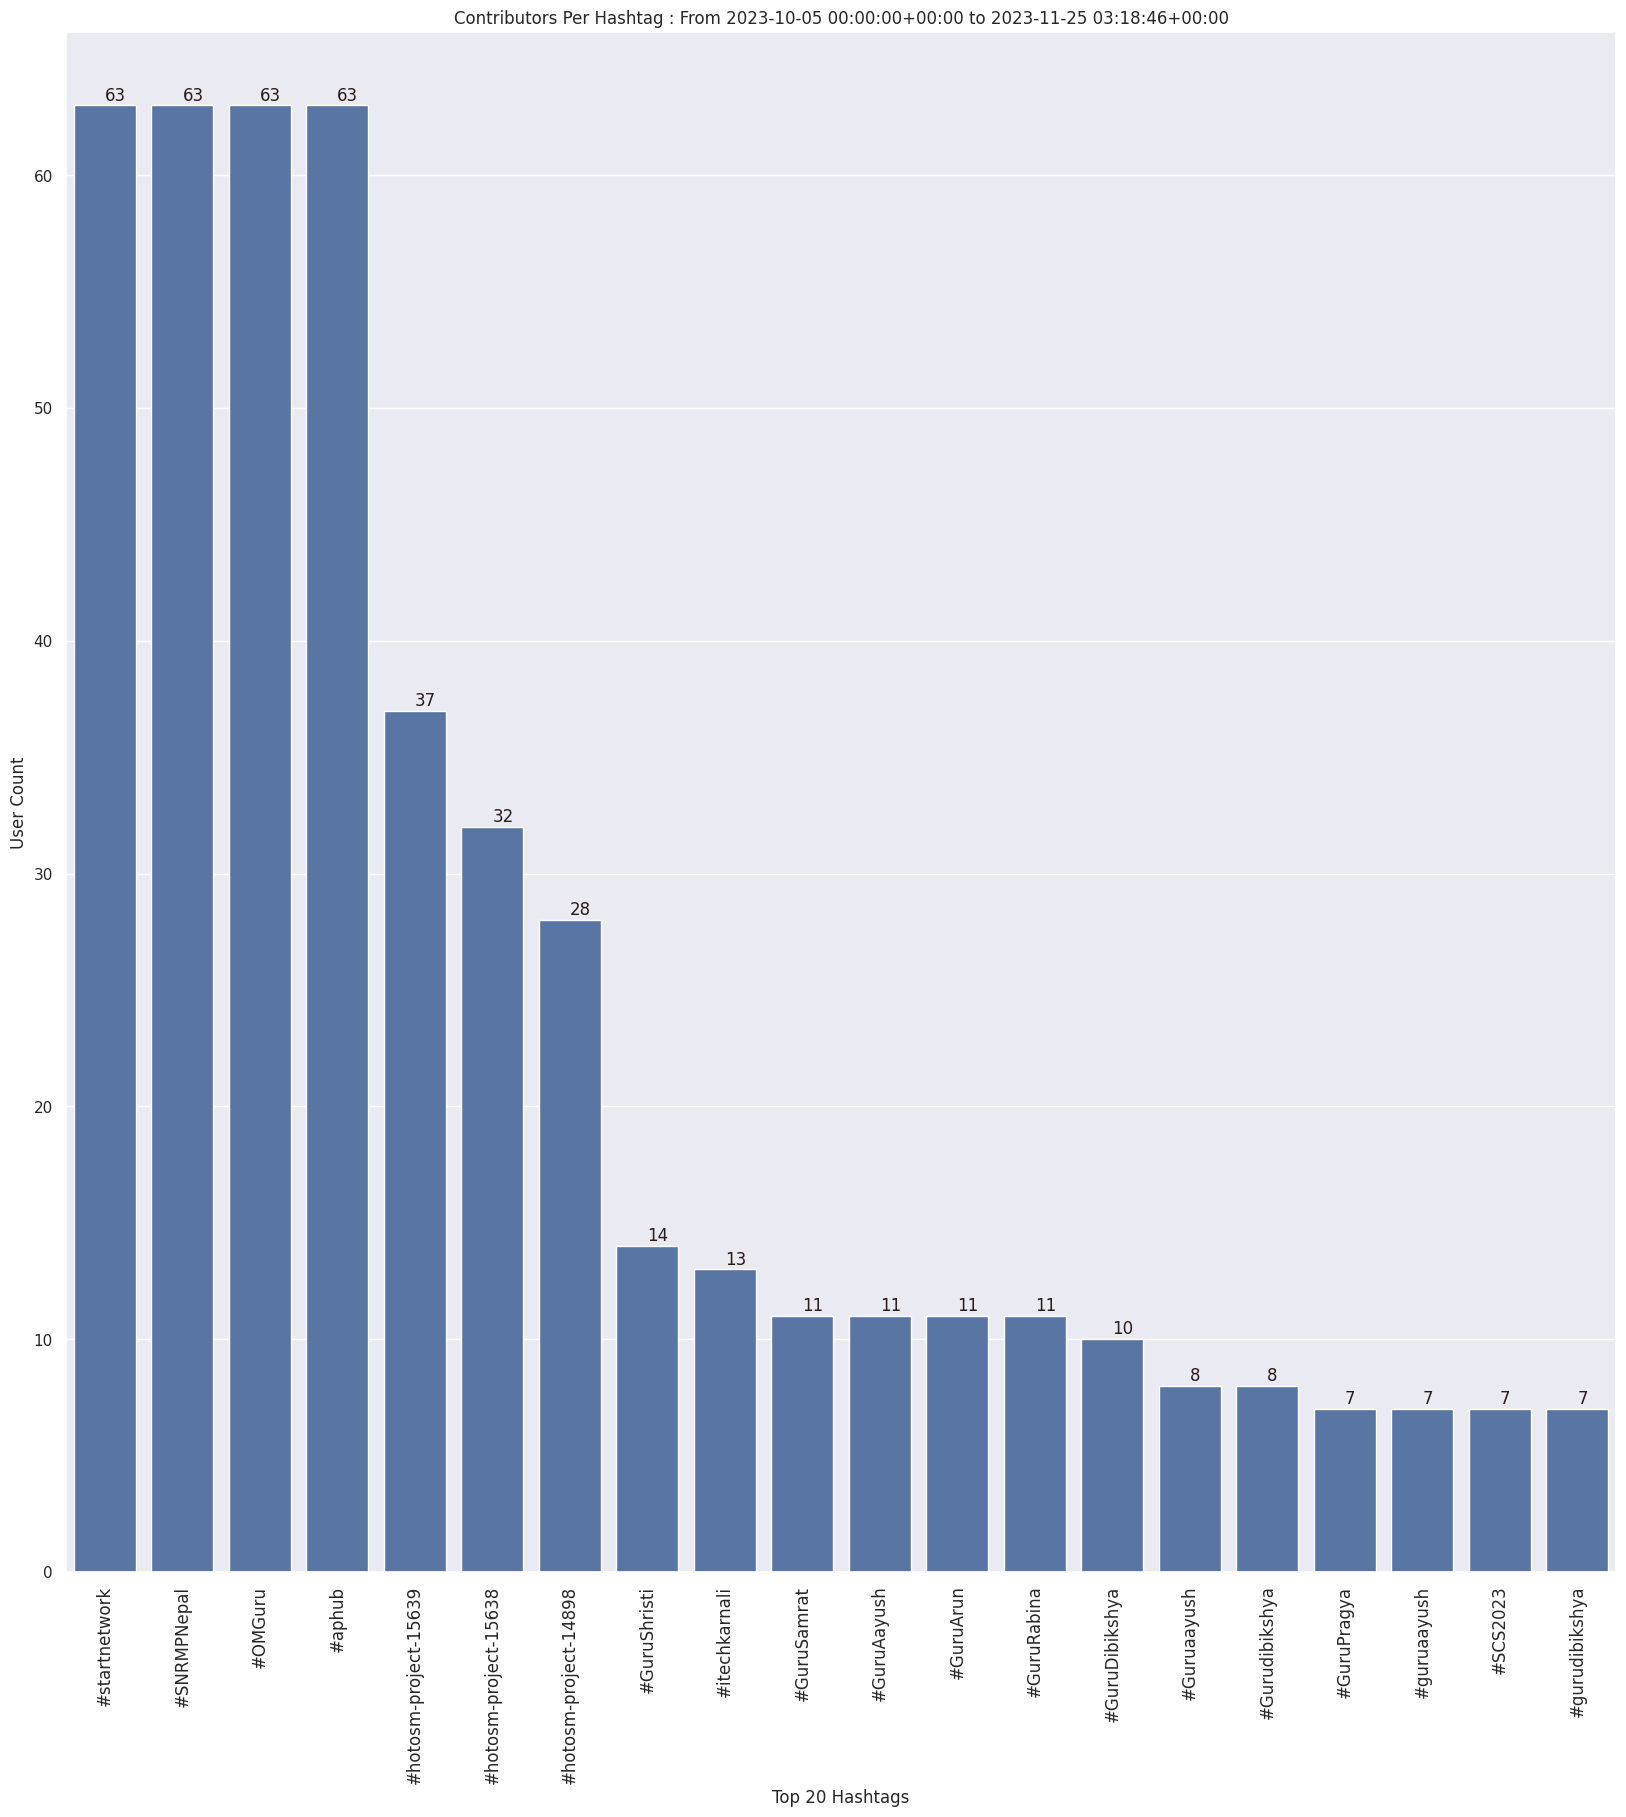 Contributors Per Hashtag : From 2023-10-05 00:00:00+00:00 to 2023-11-25 03:18:46+00:00
63 63 63 63
60
50
40
37
32
30
28
20
14
13
11 11 11 11
10
10
8 8
7 7 7 7
0
User Count
#startnetwork
#SNRMPNepal
#OMGuru
#aphub
#hotosm-project-15639
#hotosm-project-15638
#hotosm-project-14898
#GuruShristi
#itechkarnali
#GuruSamrat
#GuruAayush
#GuruArun
#GuruRabina
#GuruDibikshya
#Guruaayush
#Gurudibikshya
#GuruPragya
#guruaayush
#SCS2023
#gurudibikshya
Top 20 Hashtags